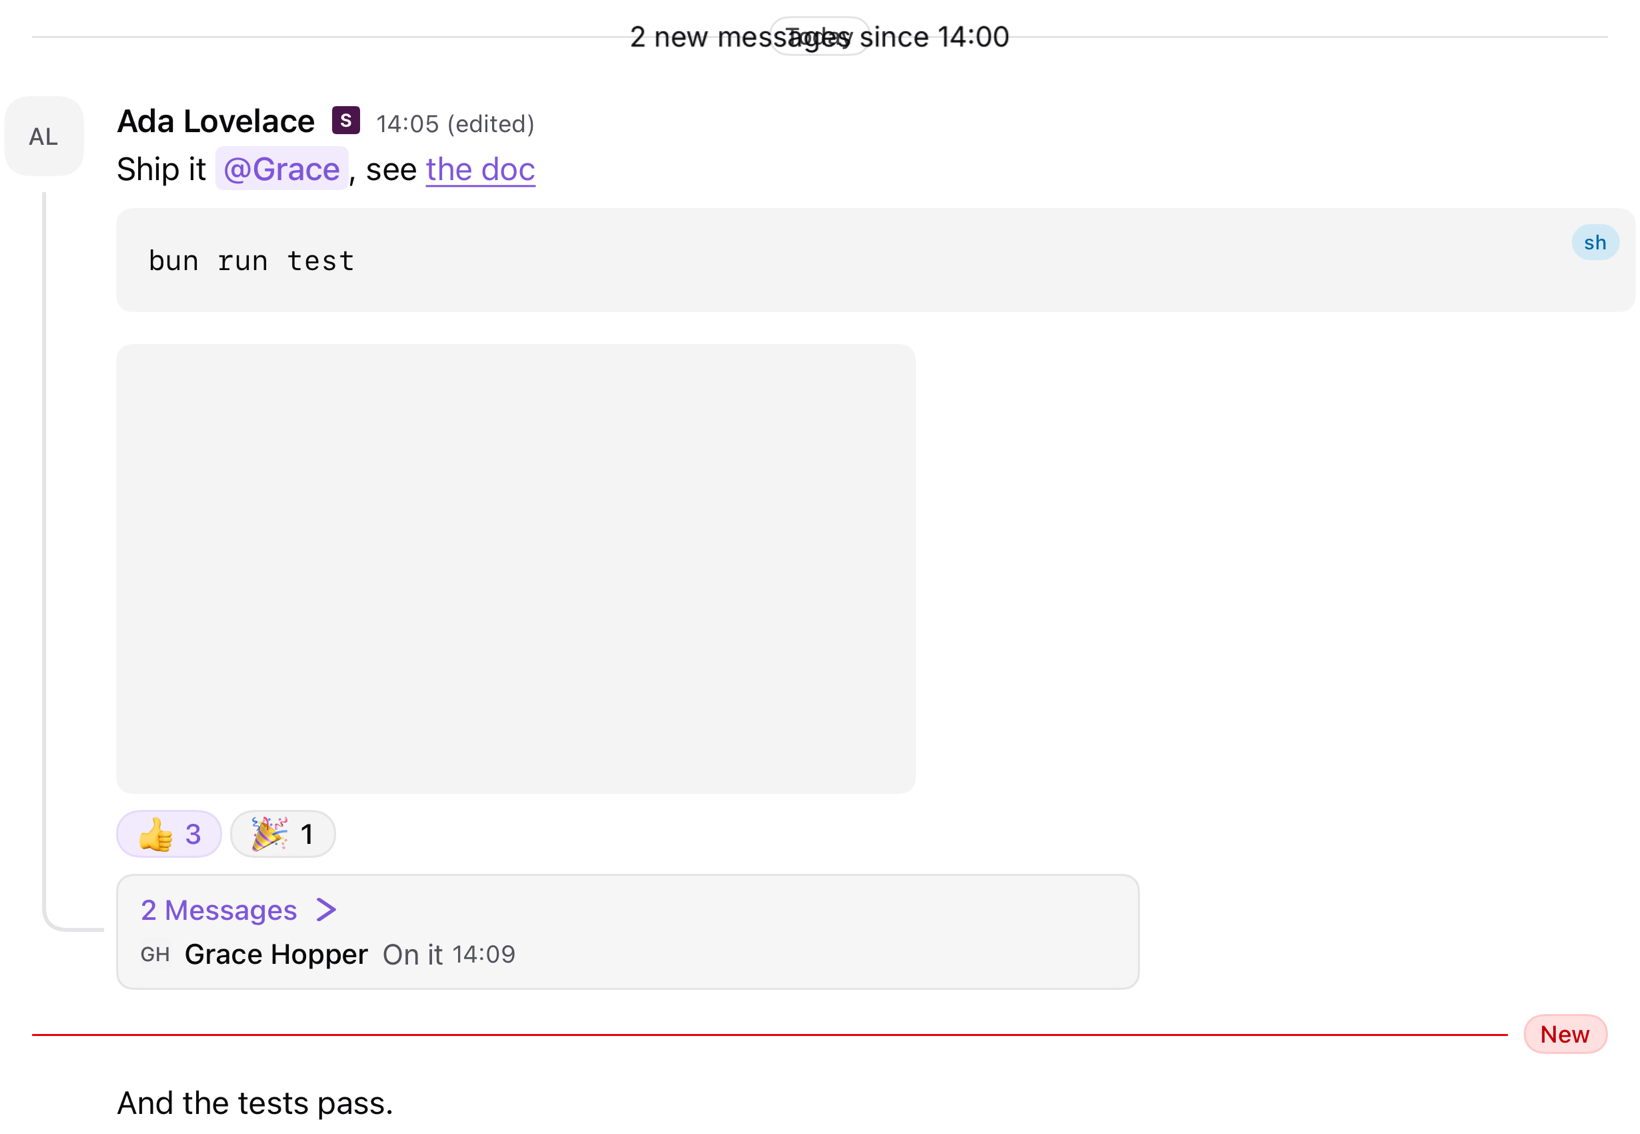 2 new messages since 14:00
Today
AL
Ada Lovelace S 14:05 (edited)
Ship it @Grace, see the doc
sh
bun run test
👍 3 🎉 1
2 Messages >
GH Grace Hopper On it 14:09
New
And the tests pass.